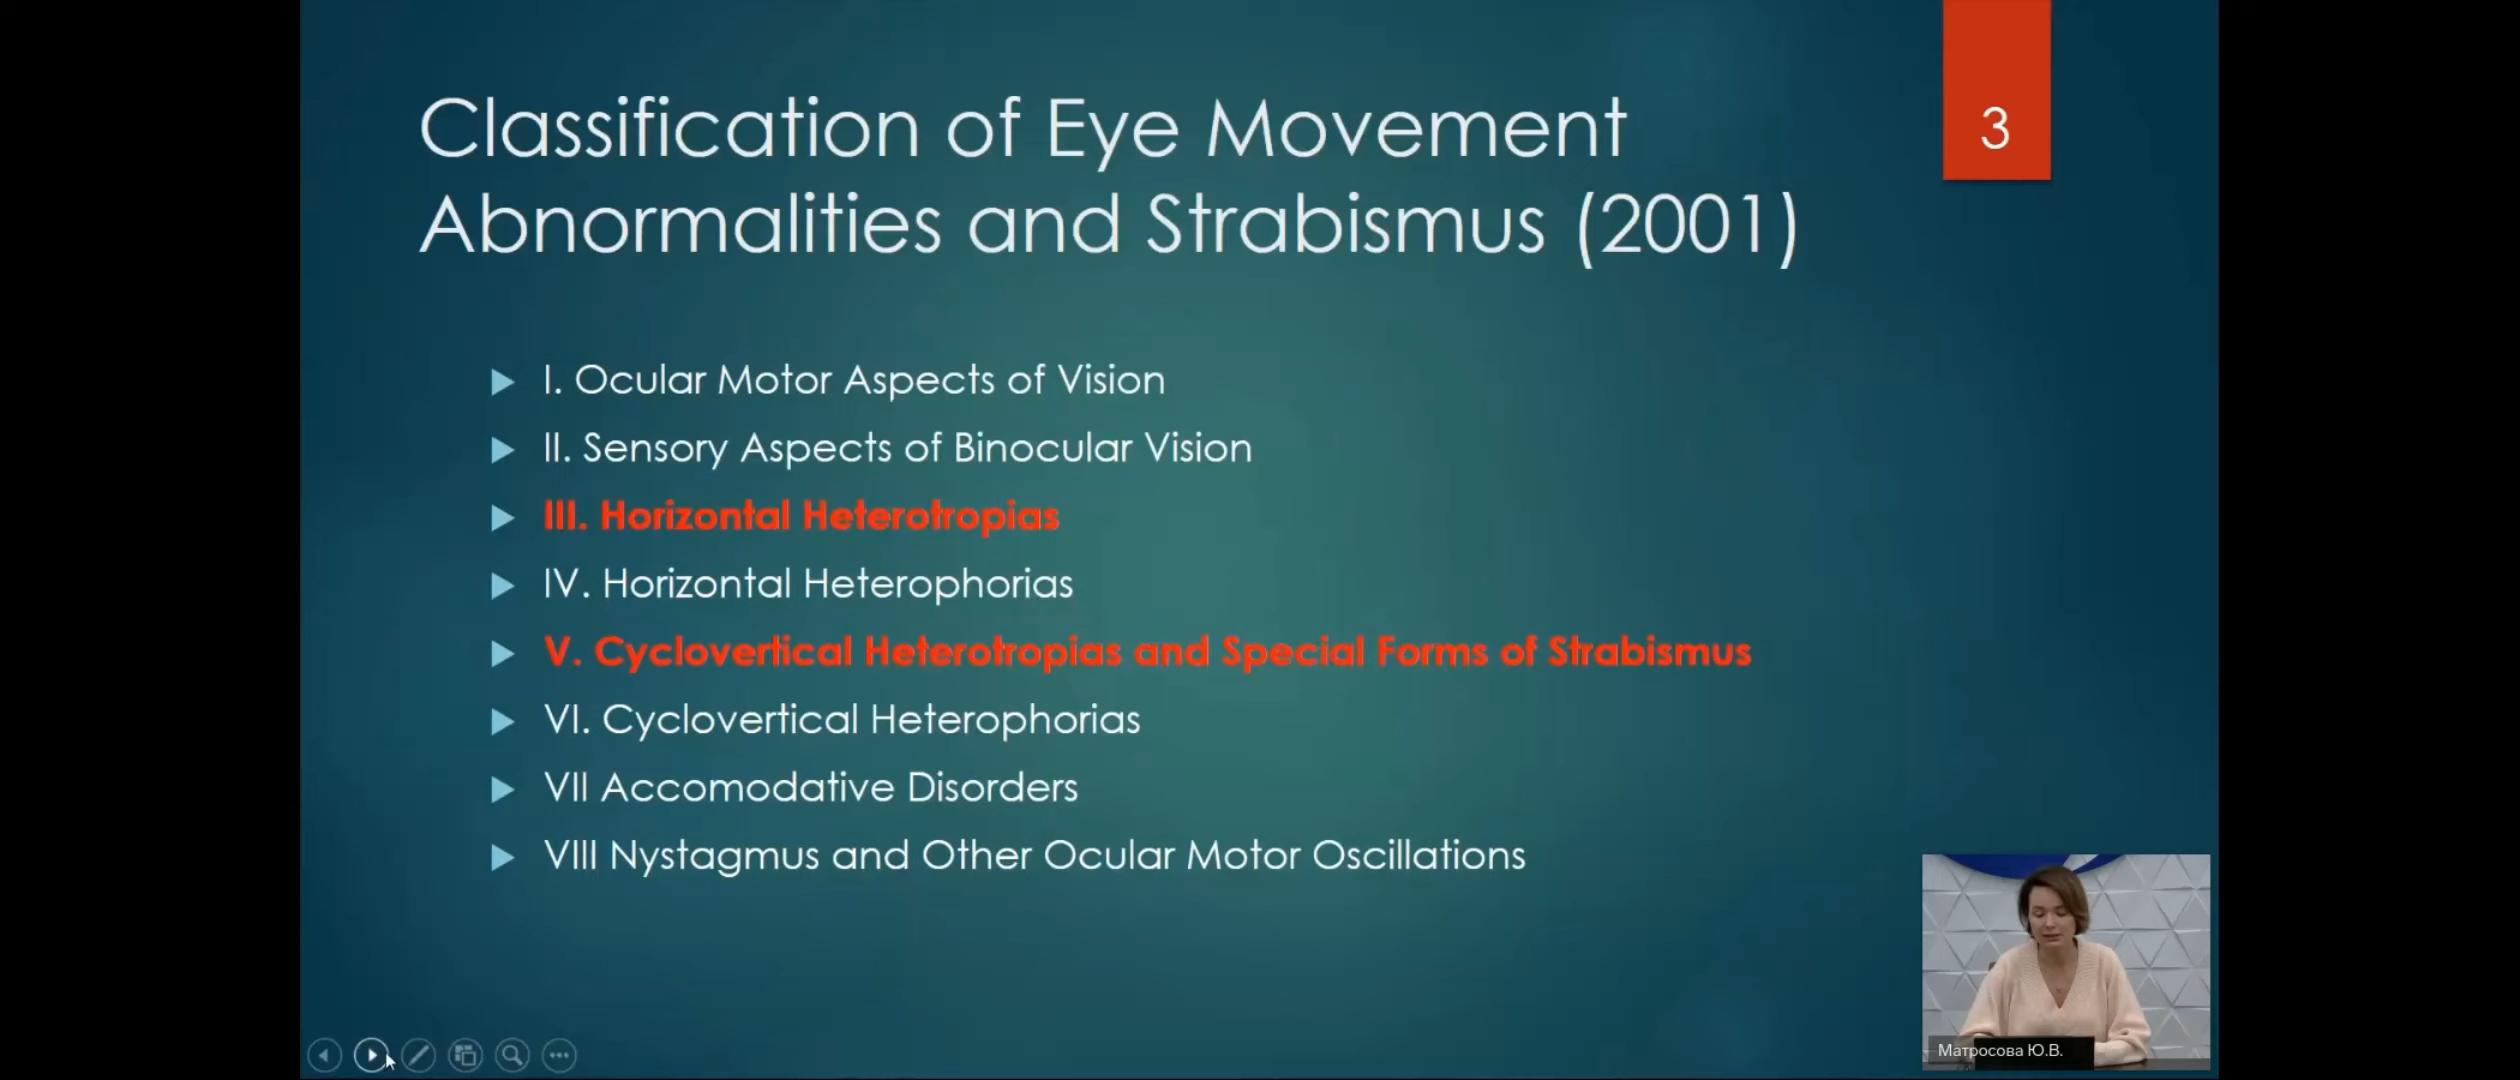 Classification of Eye Movement
Abnormalities and Strabismus (2001)
3
I. Ocular Motor Aspects of Vision
II. Sensory Aspects of Binocular Vision
III. Horizontal Heterotropias
IV. Horizontal Heterophorias
V. Cyclovertical Heterotropias and Special Forms of Strabismus
VI. Cyclovertical Heterophorias
VII Accomodative Disorders
VIII Nystagmus and Other Ocular Motor Oscillations
Матросова Ю.В.